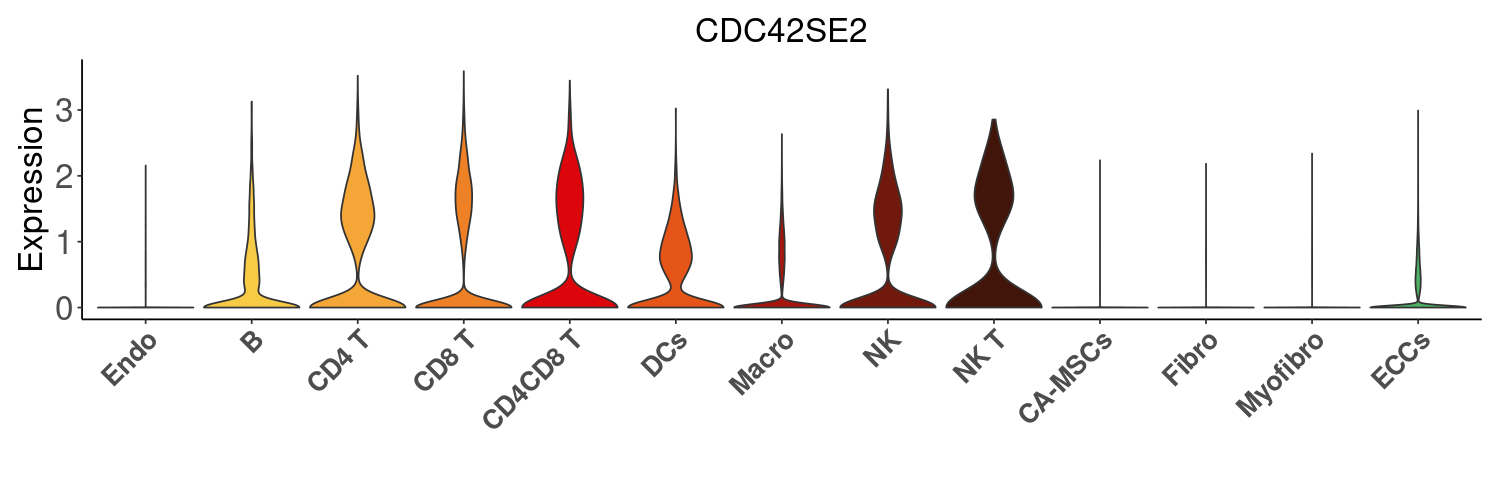 CDC42SE2
Expression
3
2
1
0
Endo
B
CD4 T
CD8 T
CD4CD8 T
DCs
Macro
NK
NK T
CA-MSCs
Fibro
Myofibro
ECCs